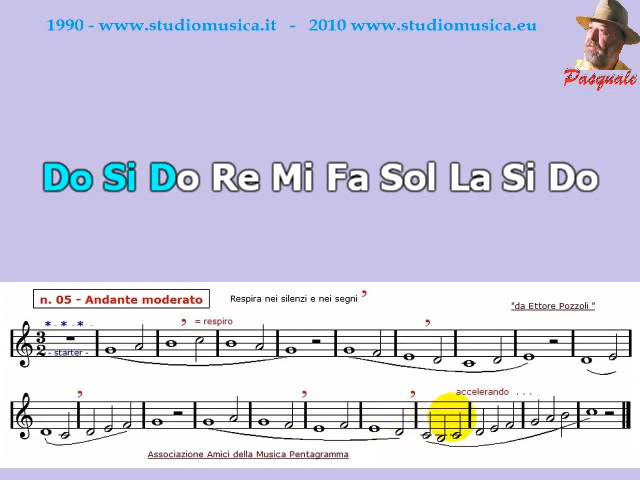 1990 - www.studiomusica.it - 2010 www.studiomusica.eu
Pasquale
Do Si Do Re Mi Fa Sol La Si Do
n. 05 - Andante moderato
Respira nei silenzi e nei segni ,
"da Ettore Pozzoli "
* - * - * -
, = respiro
3
2
- starter -
accelerando . . .
Associazione Amici della Musica Pentagramma